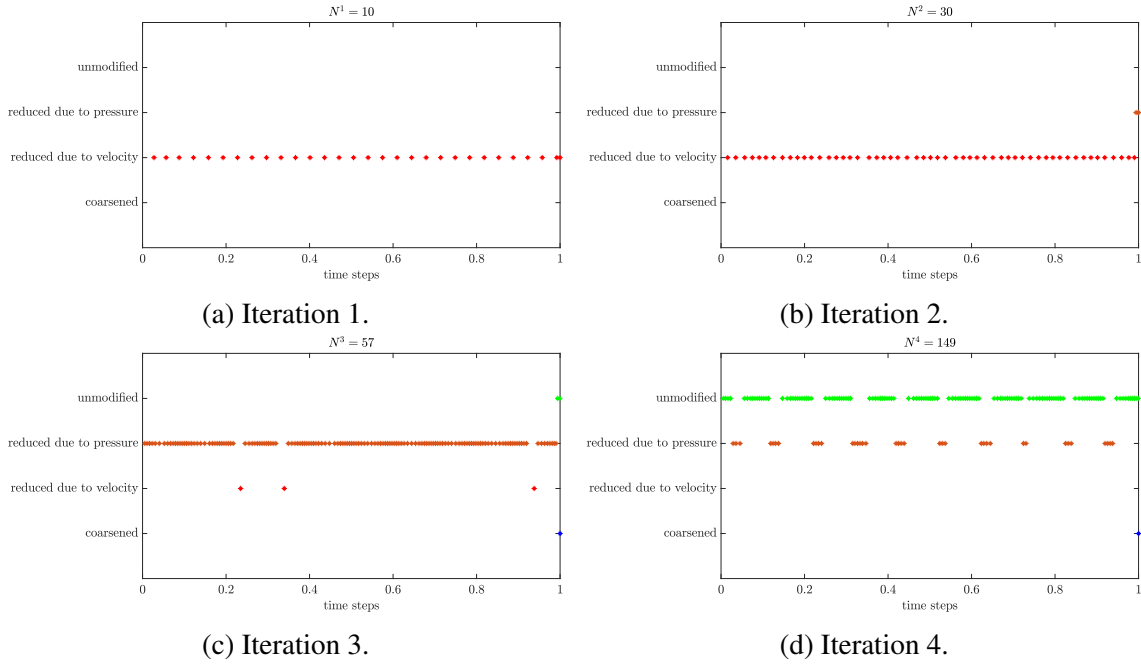 N¹ = 10
unmodified
reduced due to pressure
reduced due to velocity
coarsened
0 0.2 0.4 0.6 0.8 1
time steps
(a) Iteration 1.
N² = 30
unmodified
reduced due to pressure
reduced due to velocity
coarsened
0 0.2 0.4 0.6 0.8 1
time steps
(b) Iteration 2.
N³ = 57
unmodified
reduced due to pressure
reduced due to velocity
coarsened
0 0.2 0.4 0.6 0.8 1
time steps
(c) Iteration 3.
N⁴ = 149
unmodified
reduced due to pressure
reduced due to velocity
coarsened
0 0.2 0.4 0.6 0.8 1
time steps
(d) Iteration 4.